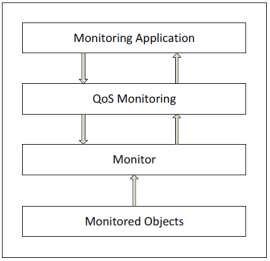 Monitoring Application
QoS Monitoring
Monitor
Monitored Objects